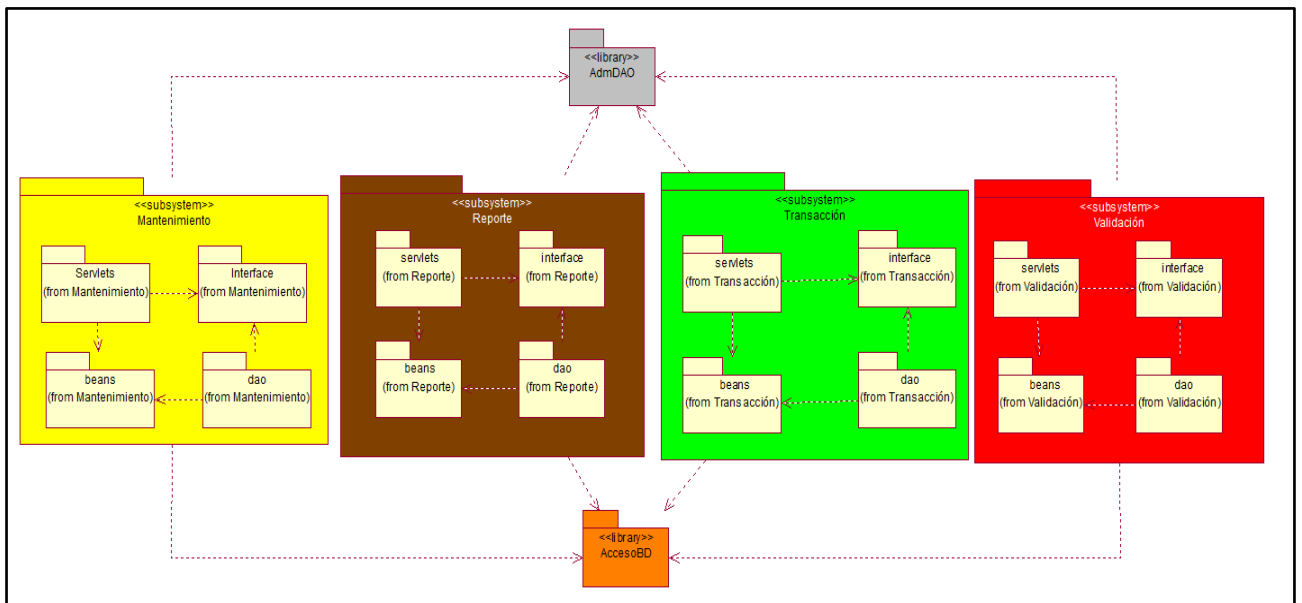 <<library>>
AdmDAO
<<subsystem>>
Mantenimiento
Servlets
(from Mantenimiento)
Interface
(from Mantenimiento)
beans
(from Mantenimiento)
dao
(from Mantenimiento)
<<subsystem>>
Reporte
servlets
(from Reporte)
interface
(from Reporte)
beans
(from Reporte)
dao
(from Reporte)
<<subsystem>>
Transacción
servlets
(from Transacción)
interface
(from Transacción)
beans
(from Transacción)
dao
(from Transacción)
<<subsystem>>
Validación
servlets
(from Validación)
interface
(from Validación)
beans
(from Validación)
dao
(from Validación)
<<library>>
AccesoBD